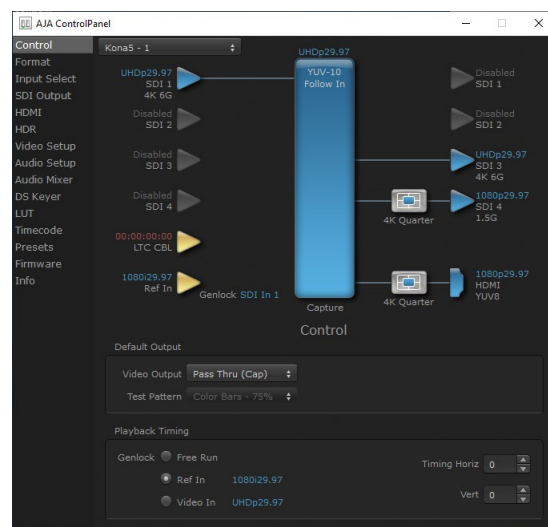 AJA ControlPanel
Control
Format
Input Select
SDI Output
HDMI
HDR
Video Setup
Audio Setup
Audio Mixer
DS Keyer
LUT
Timecode
Presets
Firmware
Info
Kona5 - 1
UHDp29.97
SDI 1
4K 6G
Disabled
SDI 2
Disabled
SDI 3
Disabled
SDI 4
00:00:00:00
LTC CBL
1080i29.97
Ref In
Genlock SDI In 1
UHDp29.97
YUV-10
Follow In
Capture
Disabled
SDI 1
Disabled
SDI 2
UHDp29.97
SDI 3
4K 6G
4K Quarter
1080p29.97
SDI 4
1.5G
4K Quarter
1080p29.97
HDMI
YUV8
Control
Default Output
Video Output Pass Thru (Cap)
Test Pattern Color Bars - 75%
Playback Timing
Genlock Free Run
Ref In 1080i29.97
Video In UHDp29.97
Timing Horiz 0
Vert 0